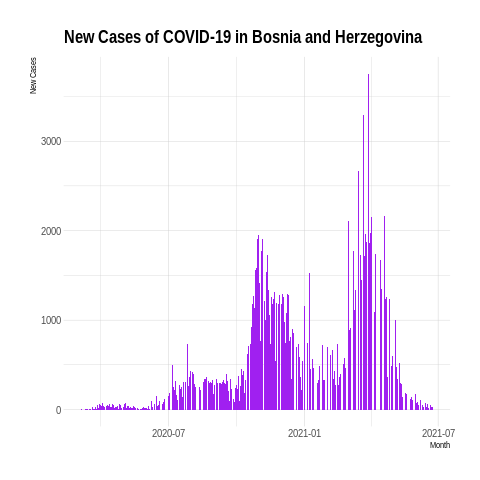 New Cases of COVID-19 in Bosnia and Herzegovina
New Cases
3000
2000
1000
0
2020-07
2021-01
2021-07
Month